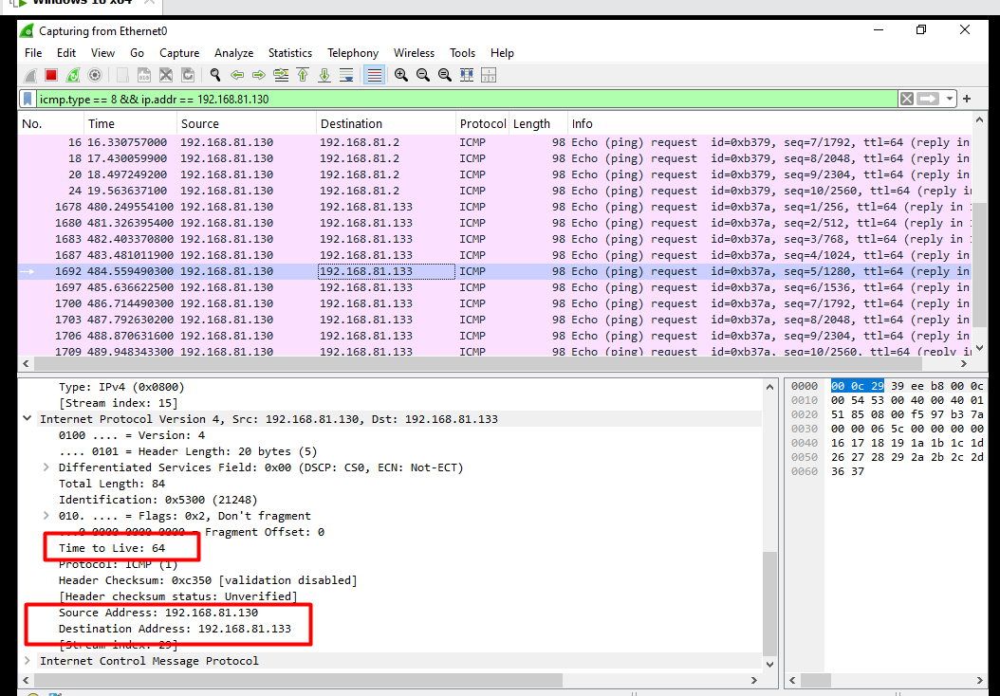 Windows 10 x64
Capturing from Ethernet0
File Edit View Go Capture Analyze Statistics Telephony Wireless Tools Help
icmp.type == 8 && ip.addr == 192.168.81.130
No. Time Source Destination Protocol Length Info
16 16.330757000 192.168.81.130 192.168.81.2 ICMP 98 Echo (ping) request id=0xb379, seq=7/1792, ttl=64 (reply in
18 17.430059900 192.168.81.130 192.168.81.2 ICMP 98 Echo (ping) request id=0xb379, seq=8/2048, ttl=64 (reply in
20 18.497249200 192.168.81.130 192.168.81.2 ICMP 98 Echo (ping) request id=0xb379, seq=9/2304, ttl=64 (reply in
24 19.563637100 192.168.81.130 192.168.81.2 ICMP 98 Echo (ping) request id=0xb379, seq=10/2560, ttl=64 (reply i
1678 480.249554100 192.168.81.130 192.168.81.133 ICMP 98 Echo (ping) request id=0xb37a, seq=1/256, ttl=64 (reply in
1680 481.326395400 192.168.81.130 192.168.81.133 ICMP 98 Echo (ping) request id=0xb37a, seq=2/512, ttl=64 (reply in
1683 482.403370800 192.168.81.130 192.168.81.133 ICMP 98 Echo (ping) request id=0xb37a, seq=3/768, ttl=64 (reply in
1687 483.481011900 192.168.81.130 192.168.81.133 ICMP 98 Echo (ping) request id=0xb37a, seq=4/1024, ttl=64 (reply in
1692 484.559490300 192.168.81.130 192.168.81.133 ICMP 98 Echo (ping) request id=0xb37a, seq=5/1280, ttl=64 (reply in
1697 485.636622500 192.168.81.130 192.168.81.133 ICMP 98 Echo (ping) request id=0xb37a, seq=6/1536, ttl=64 (reply in
1700 486.714490300 192.168.81.130 192.168.81.133 ICMP 98 Echo (ping) request id=0xb37a, seq=7/1792, ttl=64 (reply in
1703 487.792630200 192.168.81.130 192.168.81.133 ICMP 98 Echo (ping) request id=0xb37a, seq=8/2048, ttl=64 (reply in
1706 488.870631600 192.168.81.130 192.168.81.133 ICMP 98 Echo (ping) request id=0xb37a, seq=9/2304, ttl=64 (reply in
1709 489.948343300 192.168.81.130 192.168.81.133 ICMP 98 Echo (ping) request id=0xb37a, seq=10/2560, ttl=64 (reply i
Type: IPv4 (0x0800)
[Stream index: 15]
Internet Protocol Version 4, Src: 192.168.81.130, Dst: 192.168.81.133
0100 .... = Version: 4
.... 0101 = Header Length: 20 bytes (5)
Differentiated Services Field: 0x00 (DSCP: CS0, ECN: Not-ECT)
Total Length: 84
Identification: 0x5300 (21248)
010. .... = Flags: 0x2, Don't fragment
...0 0000 0000 0000 = Fragment Offset: 0
Time to Live: 64
Protocol: ICMP (1)
Header Checksum: 0xc350 [validation disabled]
[Header checksum status: Unverified]
Source Address: 192.168.81.130
Destination Address: 192.168.81.133
[Stream index: 29]
Internet Control Message Protocol
0000 00 0c 29 39 ee b8 00 0c
0010 00 54 53 00 40 00 40 01
0020 51 85 08 00 f5 97 b3 7a
0030 00 00 06 5c 00 00 00 00
0040 16 17 18 19 1a 1b 1c 1d
0050 26 27 28 29 2a 2b 2c 2d
0060 36 37